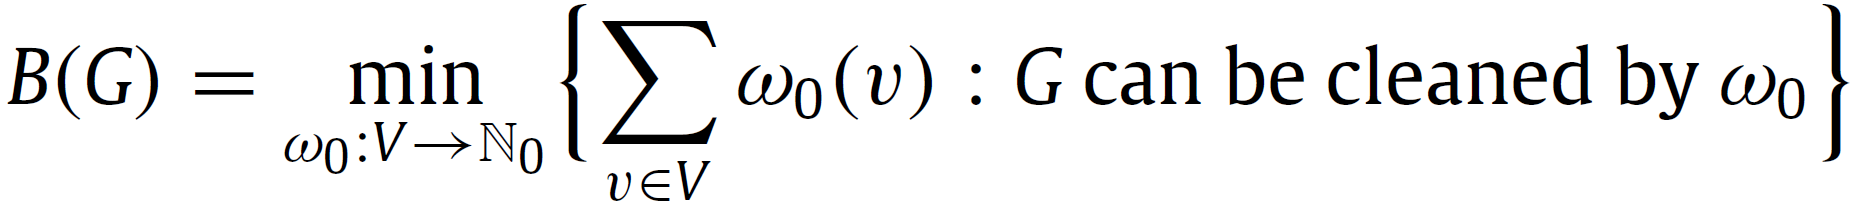 B(G) = min_{ω₀:V→ℕ₀} { ∑_{v∈V} ω₀(v) : G can be cleaned by ω₀ }